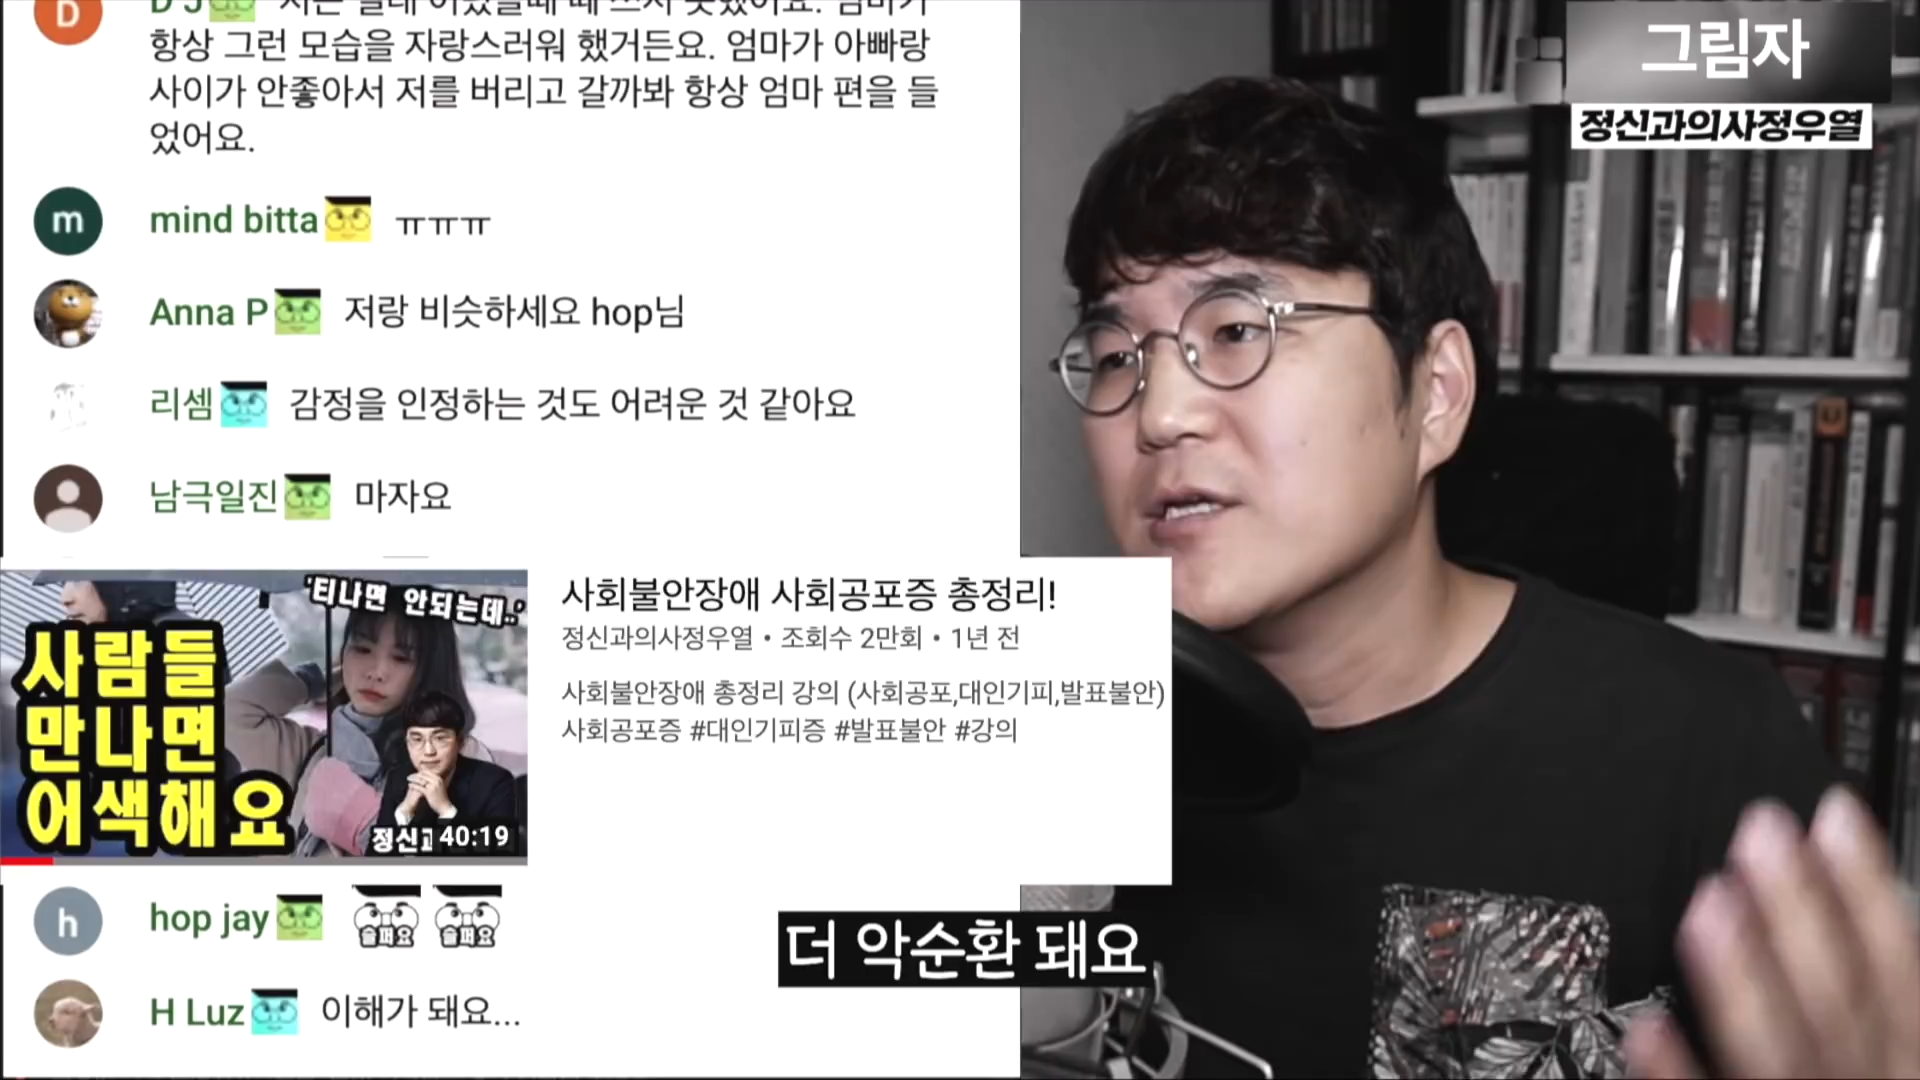 항상 그런 모습을 자랑스러워 했거든요. 엄마가 아빠랑
사이가 안좋아서 저를 버리고 갈까봐 항상 엄마 편을 들
었어요.
mind bitta ㅠㅠㅠ
Anna P 저랑 비슷하세요 hop님
리셈 감정을 인정하는 것도 어려운 것 같아요
남극일진 마자요
'티나면 안되는데..'
사람들
만나면
어색해요
정신고
40:19
사회불안장애 사회공포증 총정리!
정신과의사정우열 • 조회수 2만회 • 1년 전
사회불안장애 총정리 강의 (사회공포,대인기피,발표불안)
사회공포증 #대인기피증 #발표불안 #강의
hop jay 슬퍼요 슬퍼요
H Luz 이해가 돼요...
그림자
정신과의사정우열
더 악순환 돼요
D
m
h